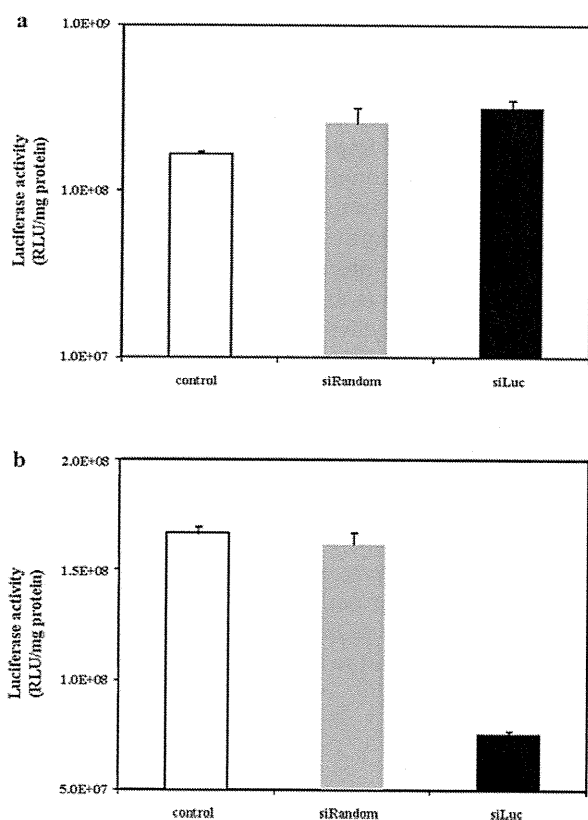 a
1.0E+09
1.0E+08
1.0E+07
Luciferase activity
(RLU/mg protein)
control siRandom siLuc
b
2.0E+08
1.5E+08
1.0E+08
5.0E+07
Luciferase activity
(RLU/mg protein)
control siRandom siLuc